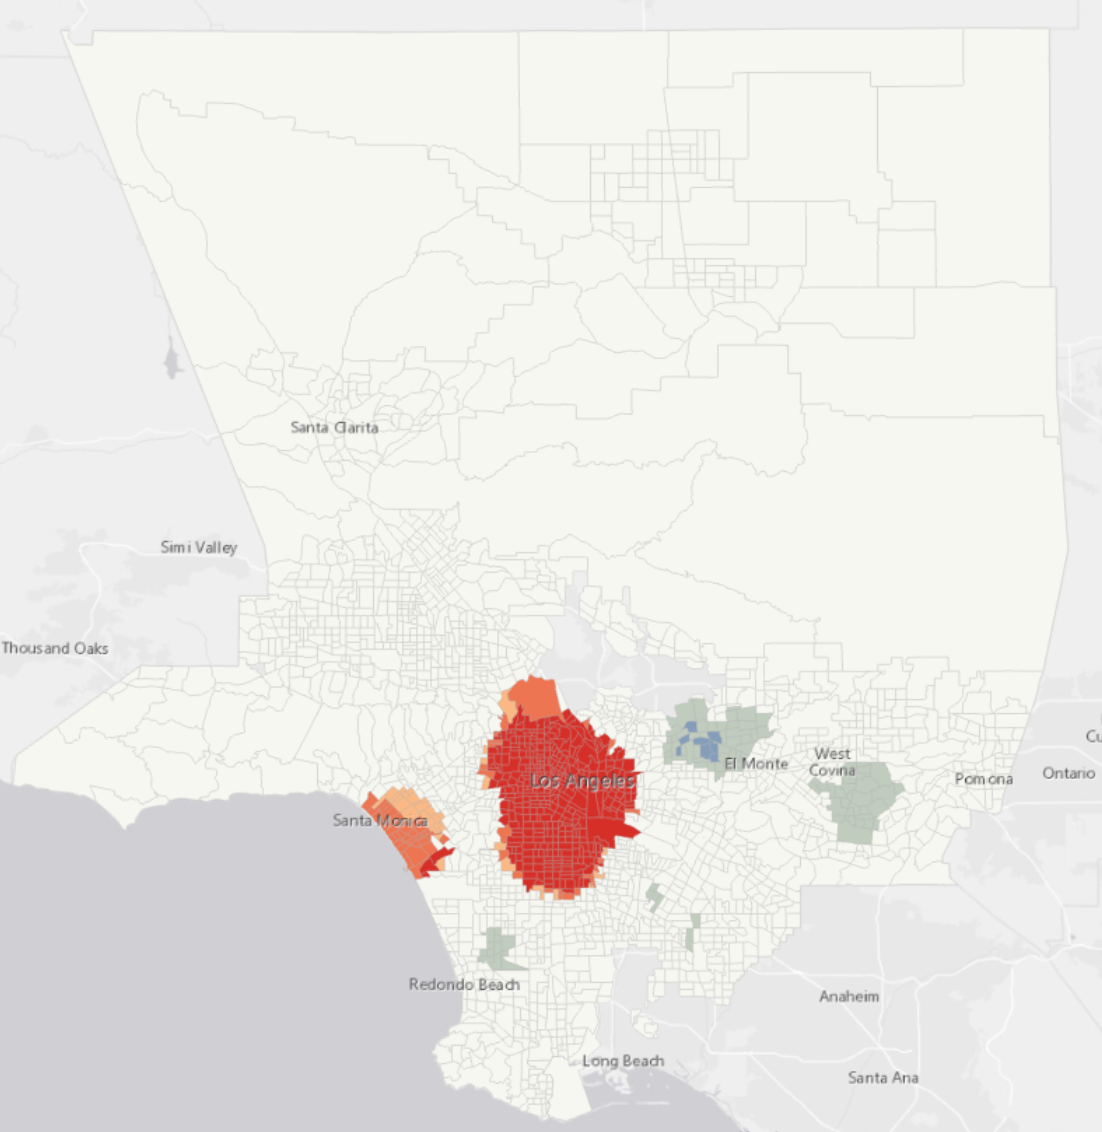 Santa Clarita
Simi Valley
Thousand Oaks
El Monte
West
Covina
Pomona
Ontario
Los Angeles
Santa Monica
Redondo Beach
Anaheim
Long Beach
Santa Ana